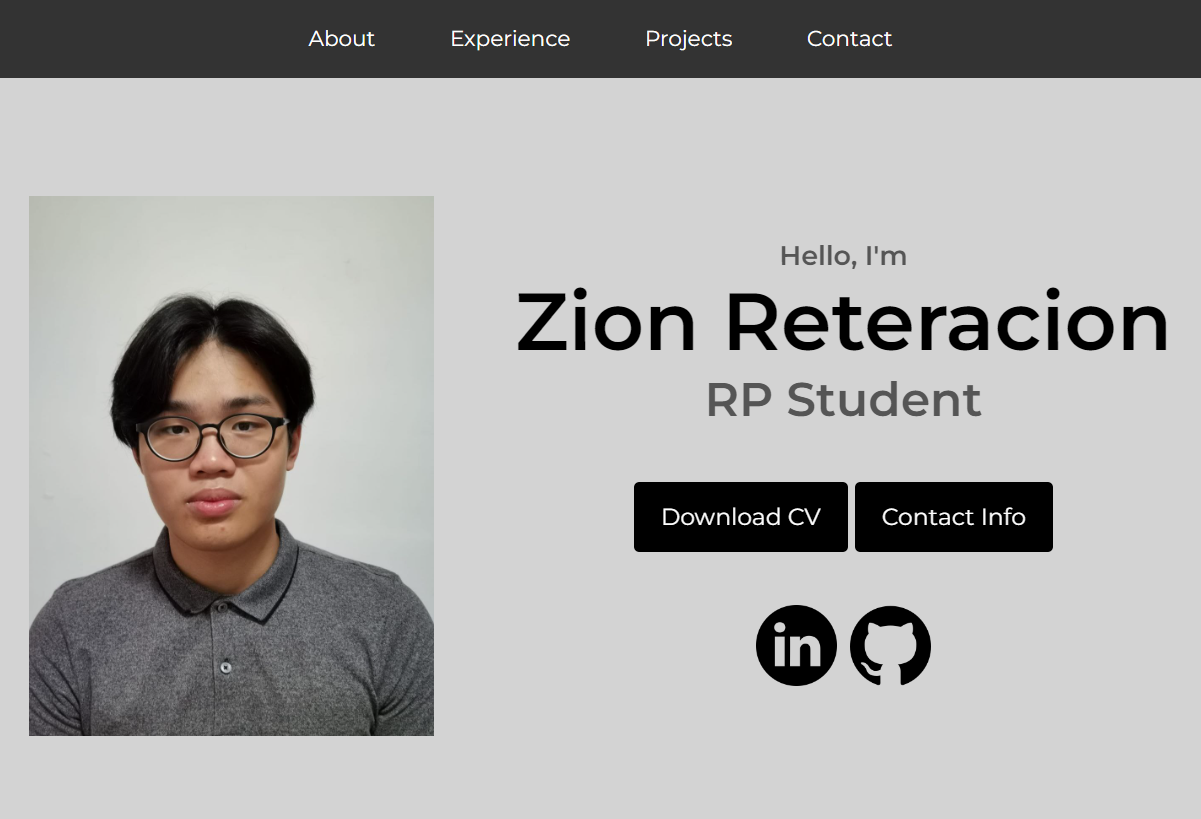 About Experience Projects Contact
Hello, I'm
Zion Reteracion
RP Student
Download CV Contact Info
in